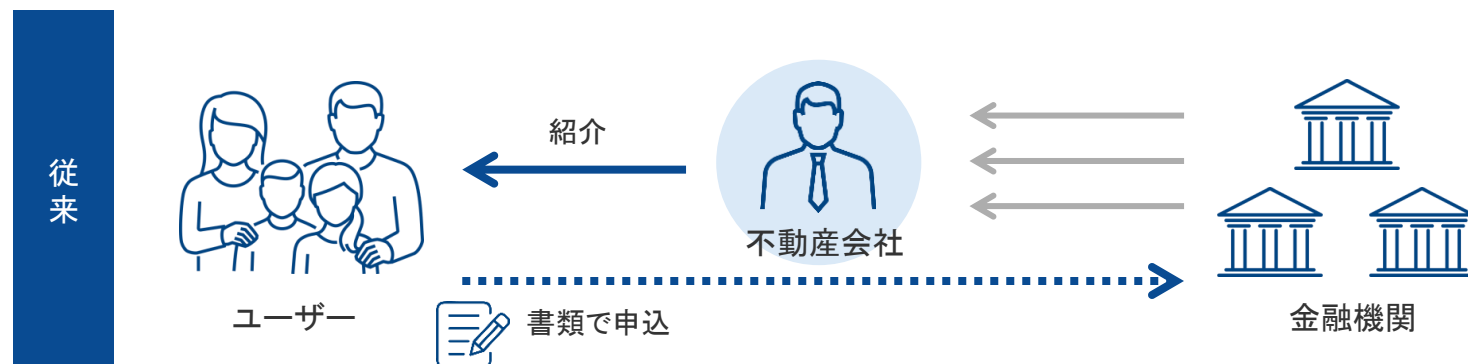 従来
紹介
不動産会社
ユーザー
書類で申込
金融機関